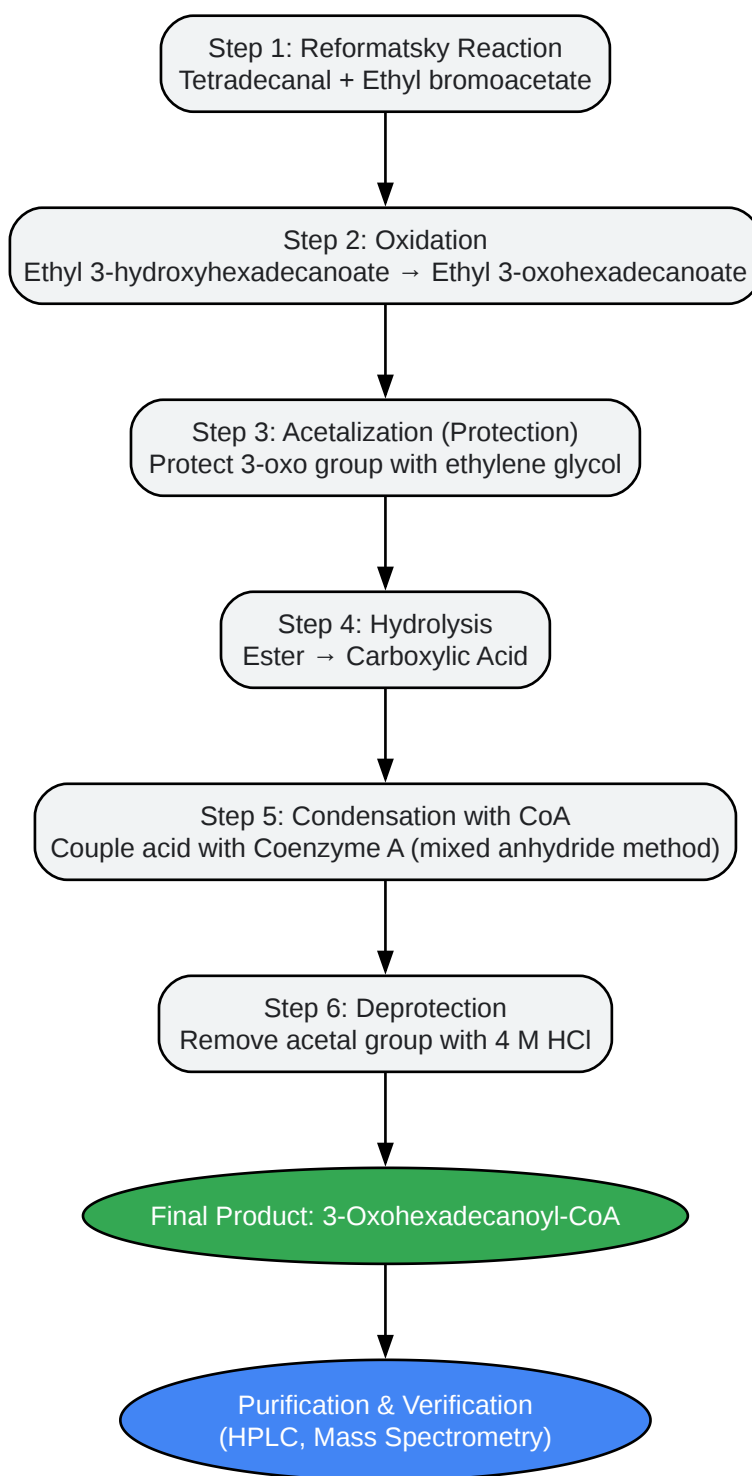 Step 1: Reformatsky Reaction
Tetradecanal + Ethyl bromoacetate
Step 2: Oxidation
Ethyl 3-hydroxyhexadecanoate → Ethyl 3-oxohexadecanoate
Step 3: Acetalization (Protection)
Protect 3-oxo group with ethylene glycol
Step 4: Hydrolysis
Ester → Carboxylic Acid
Step 5: Condensation with CoA
Couple acid with Coenzyme A (mixed anhydride method)
Step 6: Deprotection
Remove acetal group with 4 M HCl
Final Product: 3-Oxohexadecanoyl-CoA
Purification & Verification
(HPLC, Mass Spectrometry)